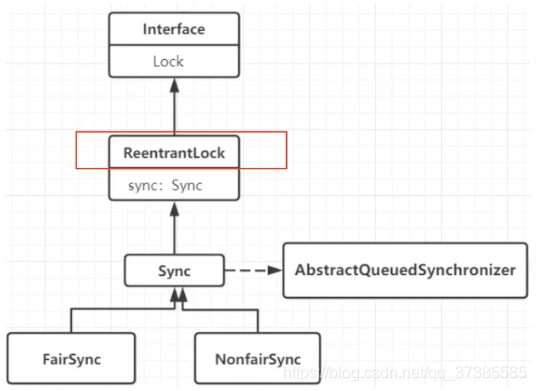 Interface
Lock
ReentrantLock
sync: Sync
Sync
AbstractQueuedSynchronizer
FairSync
NonfairSync
https://blog.csdn.net/qq_37385585